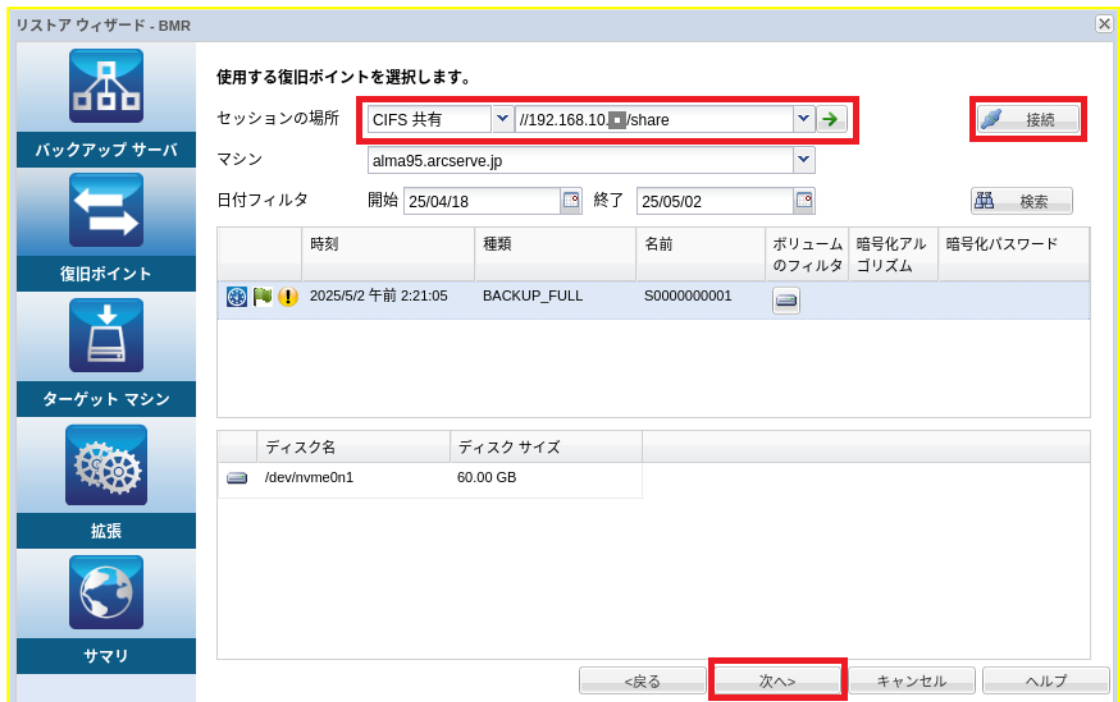 リストア ウィザード - BMR
バックアップ サーバ
復旧ポイント
ターゲット マシン
拡張
サマリ
使用する復旧ポイントを選択します。
セッションの場所 CIFS 共有 //192.168.10. /share 接続
マシン alma95.arcserve.jp
日付フィルタ 開始 25/04/18 終了 25/05/02 検索
時刻 種類 名前 ボリューム のフィルタ 暗号化アル ゴリズム 暗号化パスワード
2025/5/2 午前 2:21:05 BACKUP_FULL S0000000001
ディスク名 ディスク サイズ
/dev/nvme0n1 60.00 GB
<戻る 次へ> キャンセル ヘルプ